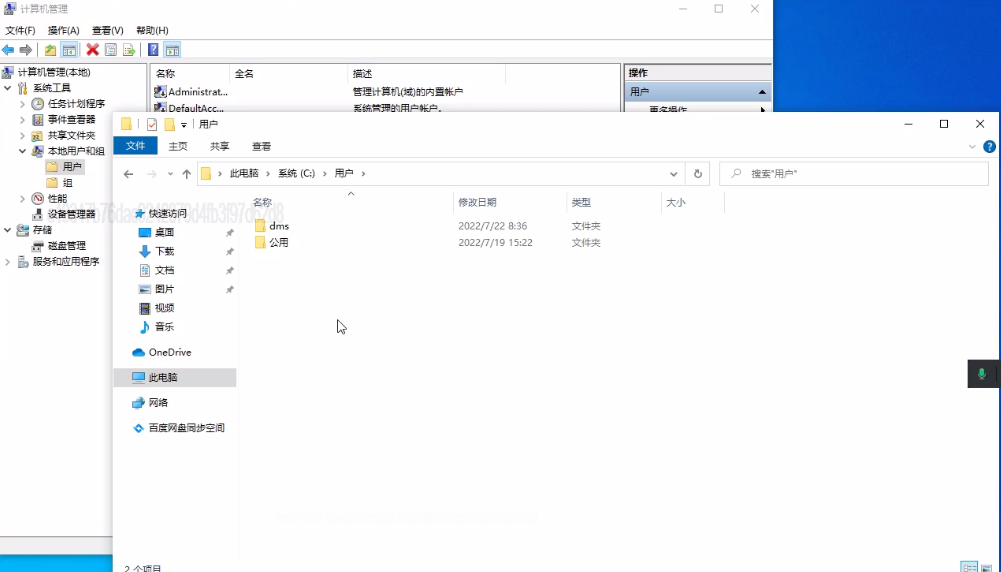 计算机管理
文件(F) 操作(A) 查看(V) 帮助(H)
计算机管理(本地)
系统工具
任务计划程序
事件查看器
共享文件夹
本地用户和组
用户
组
性能
设备管理器
存储
磁盘管理
服务和应用程序
名称 全名 描述
Administrat... 管理计算机(域)的内置帐户
DefaultAcc... 系统管理的用户帐户。
操作
用户
更多操作
用户
文件 主页 共享 查看
此电脑 系统 (C:) 用户
搜索"用户"
快速访问
桌面
下载
文档
图片
视频
音乐
OneDrive
此电脑
网络
百度网盘同步空间
名称 修改日期 类型 大小
dms 2022/7/22 8:36 文件夹
公用 2022/7/19 15:22 文件夹
2 个项目